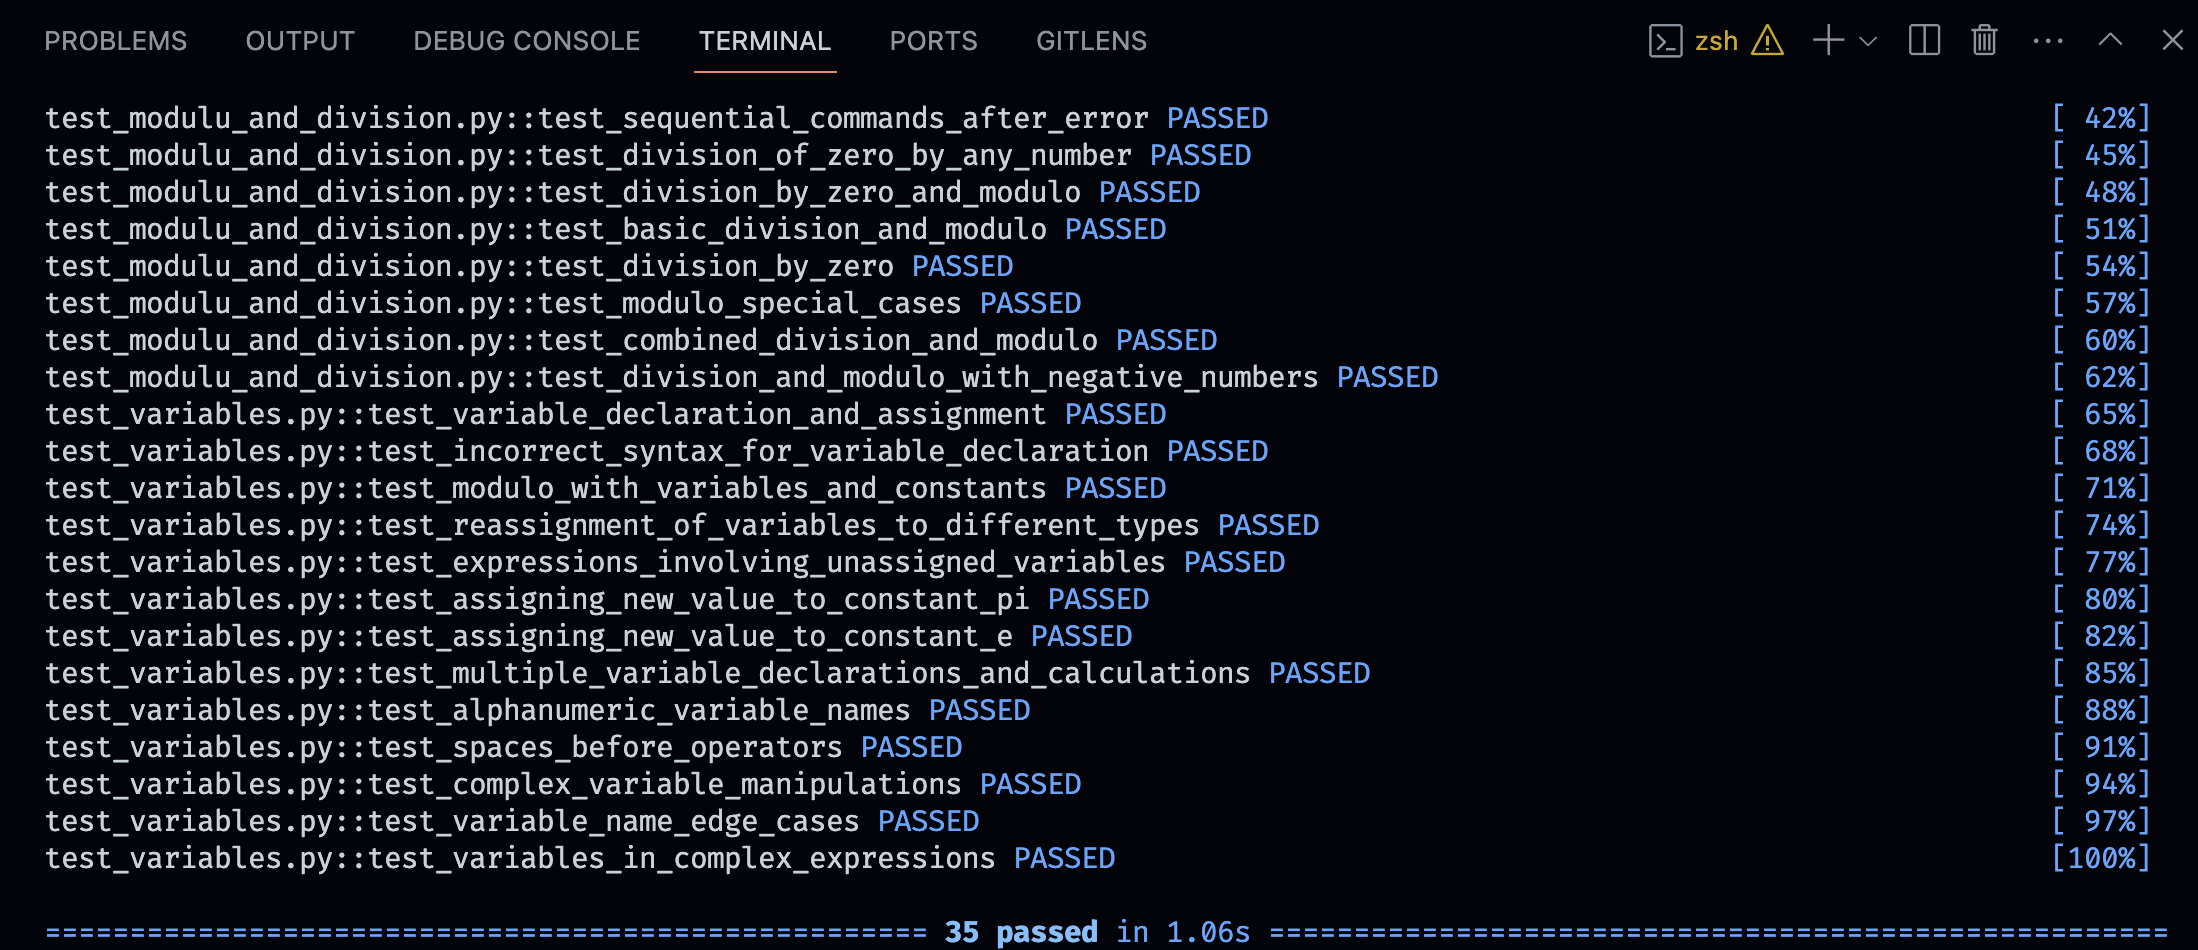 PROBLEMS OUTPUT DEBUG CONSOLE TERMINAL PORTS GITLENS zsh
test_modulu_and_division.py::test_sequential_commands_after_error PASSED [ 42%]
test_modulu_and_division.py::test_division_of_zero_by_any_number PASSED [ 45%]
test_modulu_and_division.py::test_division_by_zero_and_modulo PASSED [ 48%]
test_modulu_and_division.py::test_basic_division_and_modulo PASSED [ 51%]
test_modulu_and_division.py::test_division_by_zero PASSED [ 54%]
test_modulu_and_division.py::test_modulo_special_cases PASSED [ 57%]
test_modulu_and_division.py::test_combined_division_and_modulo PASSED [ 60%]
test_modulu_and_division.py::test_division_and_modulo_with_negative_numbers PASSED [ 62%]
test_variables.py::test_variable_declaration_and_assignment PASSED [ 65%]
test_variables.py::test_incorrect_syntax_for_variable_declaration PASSED [ 68%]
test_variables.py::test_modulo_with_variables_and_constants PASSED [ 71%]
test_variables.py::test_reassignment_of_variables_to_different_types PASSED [ 74%]
test_variables.py::test_expressions_involving_unassigned_variables PASSED [ 77%]
test_variables.py::test_assigning_new_value_to_constant_pi PASSED [ 80%]
test_variables.py::test_assigning_new_value_to_constant_e PASSED [ 82%]
test_variables.py::test_multiple_variable_declarations_and_calculations PASSED [ 85%]
test_variables.py::test_alphanumeric_variable_names PASSED [ 88%]
test_variables.py::test_spaces_before_operators PASSED [ 91%]
test_variables.py::test_complex_variable_manipulations PASSED [ 94%]
test_variables.py::test_variable_name_edge_cases PASSED [ 97%]
test_variables.py::test_variables_in_complex_expressions PASSED [100%]
==================================================== 35 passed in 1.06s =====================================================